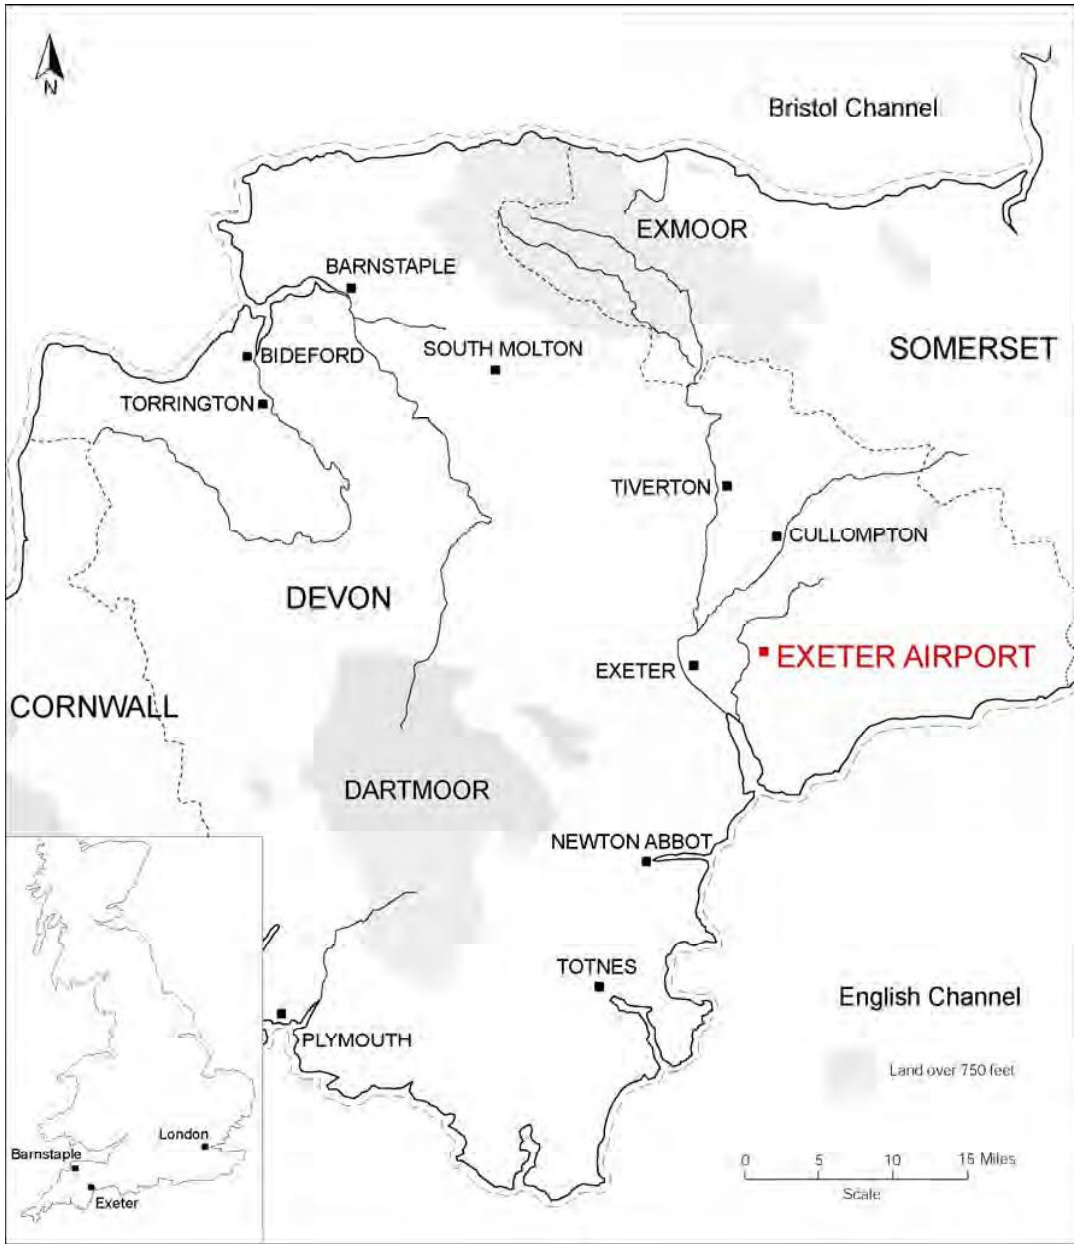 N
Bristol Channel
EXMOOR
BARNSTAPLE
SOUTH MOLTON
SOMERSET
BIDEFORD
TORRINGTON
TIVERTON
CULLOMPTON
DEVON
EXETER
EXETER AIRPORT
CORNWALL
DARTMOOR
NEWTON ABBOT
TOTNES
English Channel
PLYMOUTH
Land over 750 feet
London
Barnstaple
Exeter
0 5 10 15 Miles
Scale